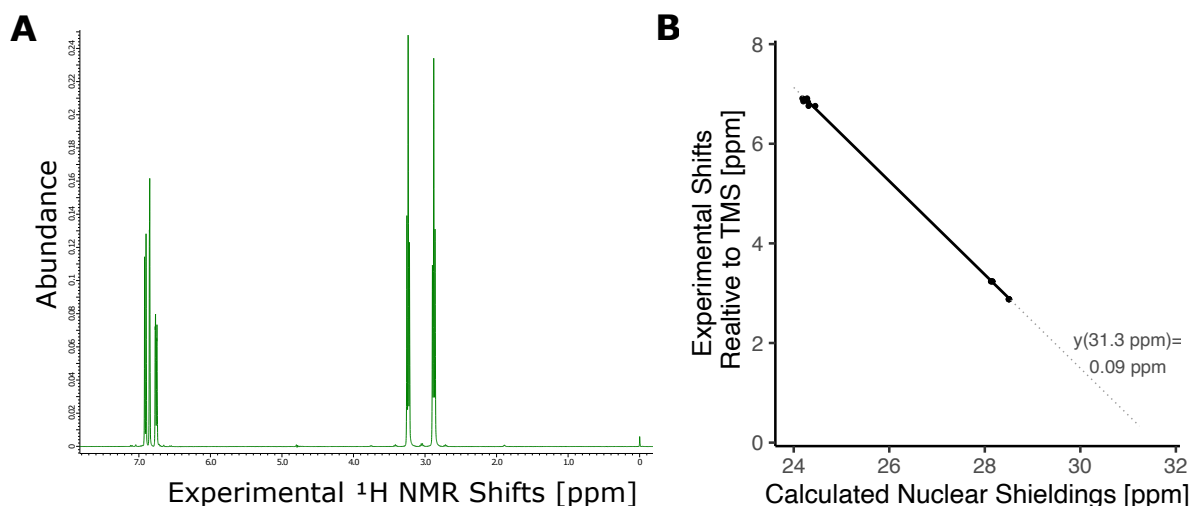 A
0.24
0.22
0.2
0.18
0.16
0.14
0.12
0.1
0.08
0.06
0.04
0.02
0
Abundance
7.0 6.0 5.0 4.0 3.0 2.0 1.0 0
Experimental ¹H NMR Shifts [ppm]
B
8
6
4
2
0
Experimental Shifts
Realtive to TMS [ppm]
y(31.3 ppm)=
0.09 ppm
24 26 28 30 32
Calculated Nuclear Shieldings [ppm]